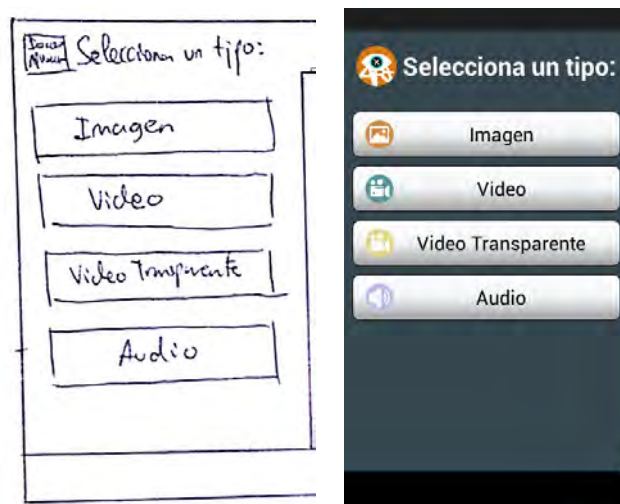 Selecciona un tipo:
Imagen
Video
Video Transparente
Audio
Selecciona un tipo:
Imagen
Video
Video Transparente
Audio